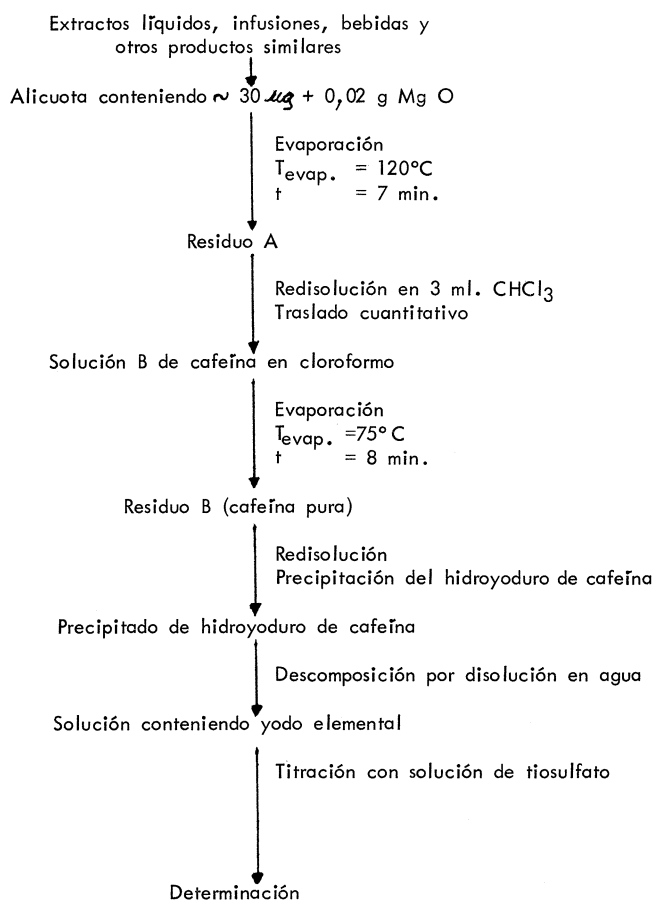 Extractos líquidos, infusiones, bebidas y
otros productos similares
Alicuota conteniendo ~ 30 µg + 0,02 g Mg O
Evaporación
Tevap. = 120°C
t = 7 min.
Residuo A
Redisolución en 3 ml. CHCl3
Traslado cuantitativo
Solución B de cafeína en cloroformo
Evaporación
Tevap. =75° C
t = 8 min.
Residuo B (cafeína pura)
Redisolución
Precipitación del hidroyoduro de cafeína
Precipitado de hidroyoduro de cafeína
Descomposición por disolución en agua
Solución conteniendo yodo elemental
Titración con solución de tiosulfato
Determinación